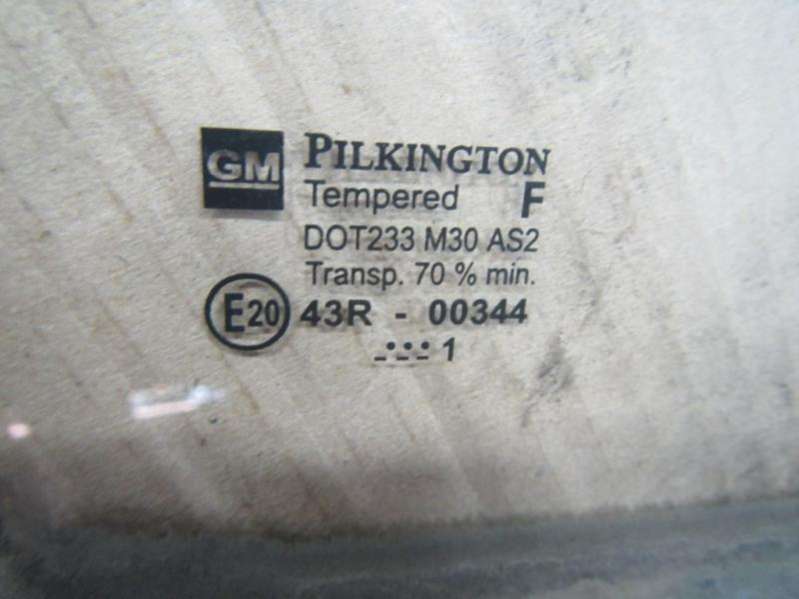 GM
PILKINGTON
Tempered F
DOT233 M30 AS2
Transp. 70 % min.
E20 43R - 00344
1